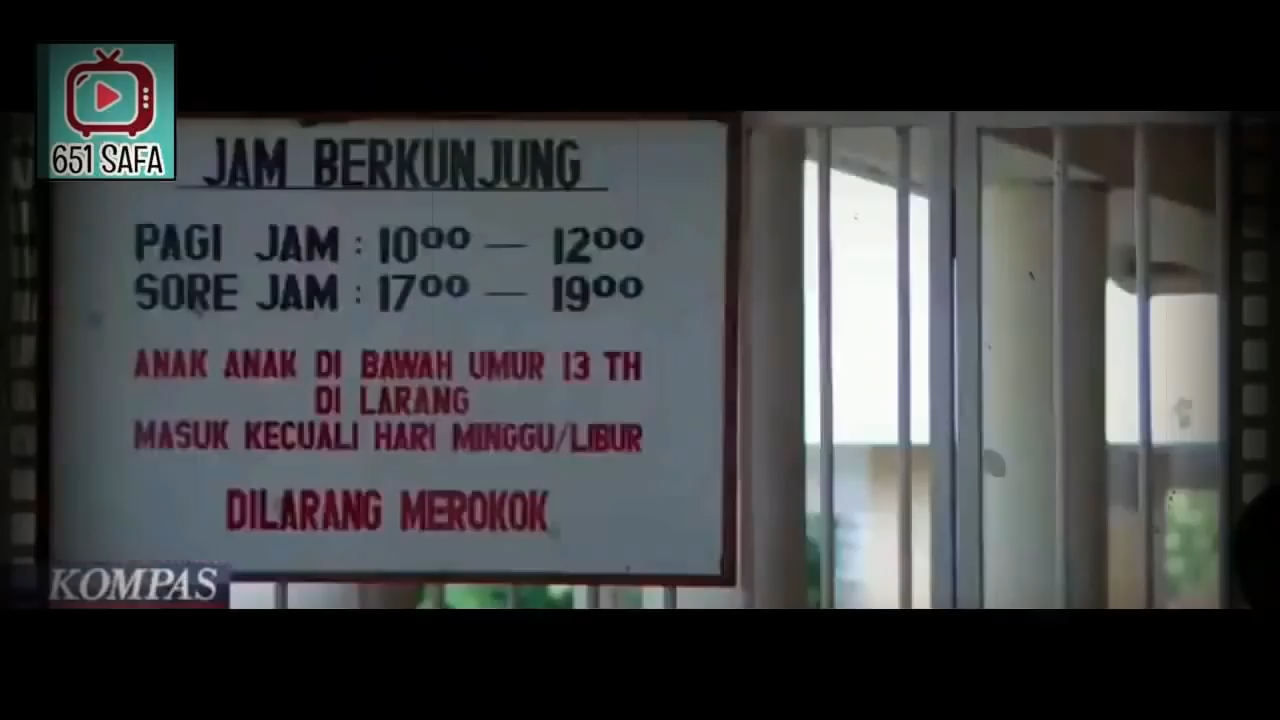 651 SAFA
JAM BERKUNJUNG
PAGI JAM : 10⁰⁰ — 12⁰⁰
SORE JAM : 17⁰⁰ — 19⁰⁰
ANAK ANAK DI BAWAH UMUR 13 TH
DI LARANG
MASUK KECUALI HARI MINGGU/LIBUR
DILARANG MEROKOK
KOMPAS